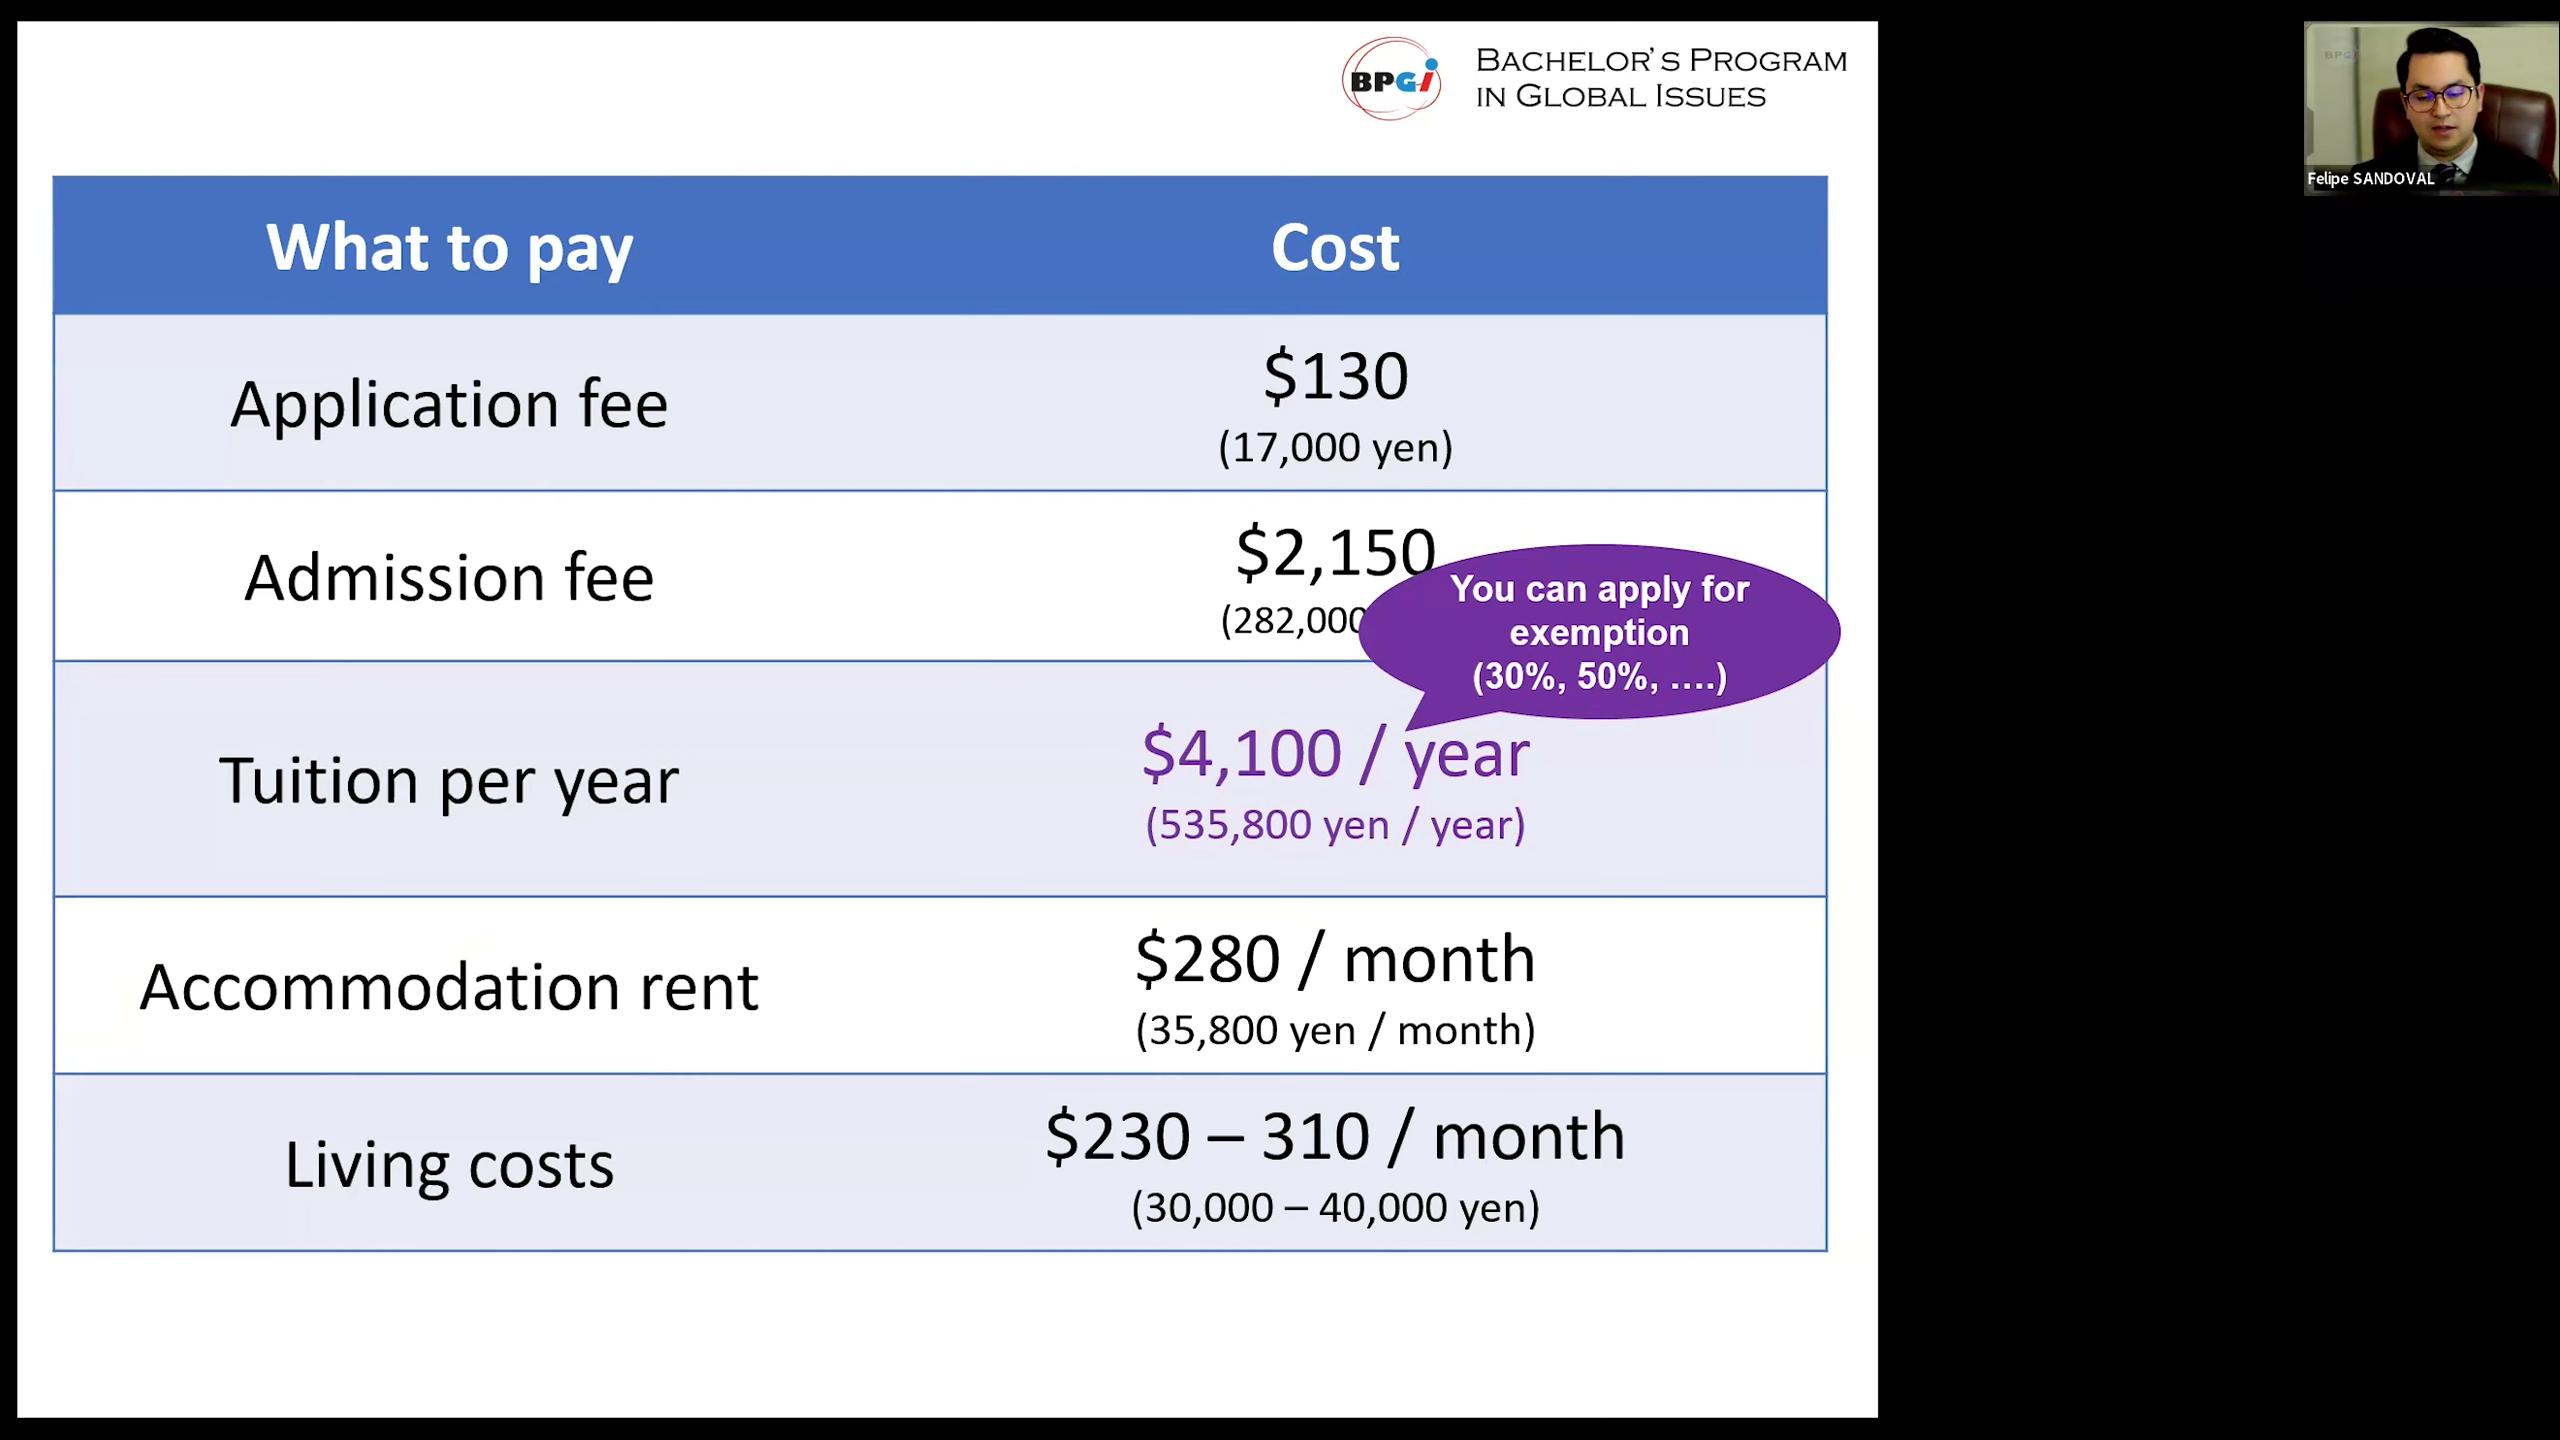 BPGi
BACHELOR'S PROGRAM
IN GLOBAL ISSUES
Felipe SANDOVAL
What to pay
Cost
Application fee
$130
(17,000 yen)
Admission fee
$2,150
(282,000
You can apply for
exemption
(30%, 50%, ....)
Tuition per year
$4,100 / year
(535,800 yen / year)
Accommodation rent
$280 / month
(35,800 yen / month)
Living costs
$230 – 310 / month
(30,000 – 40,000 yen)